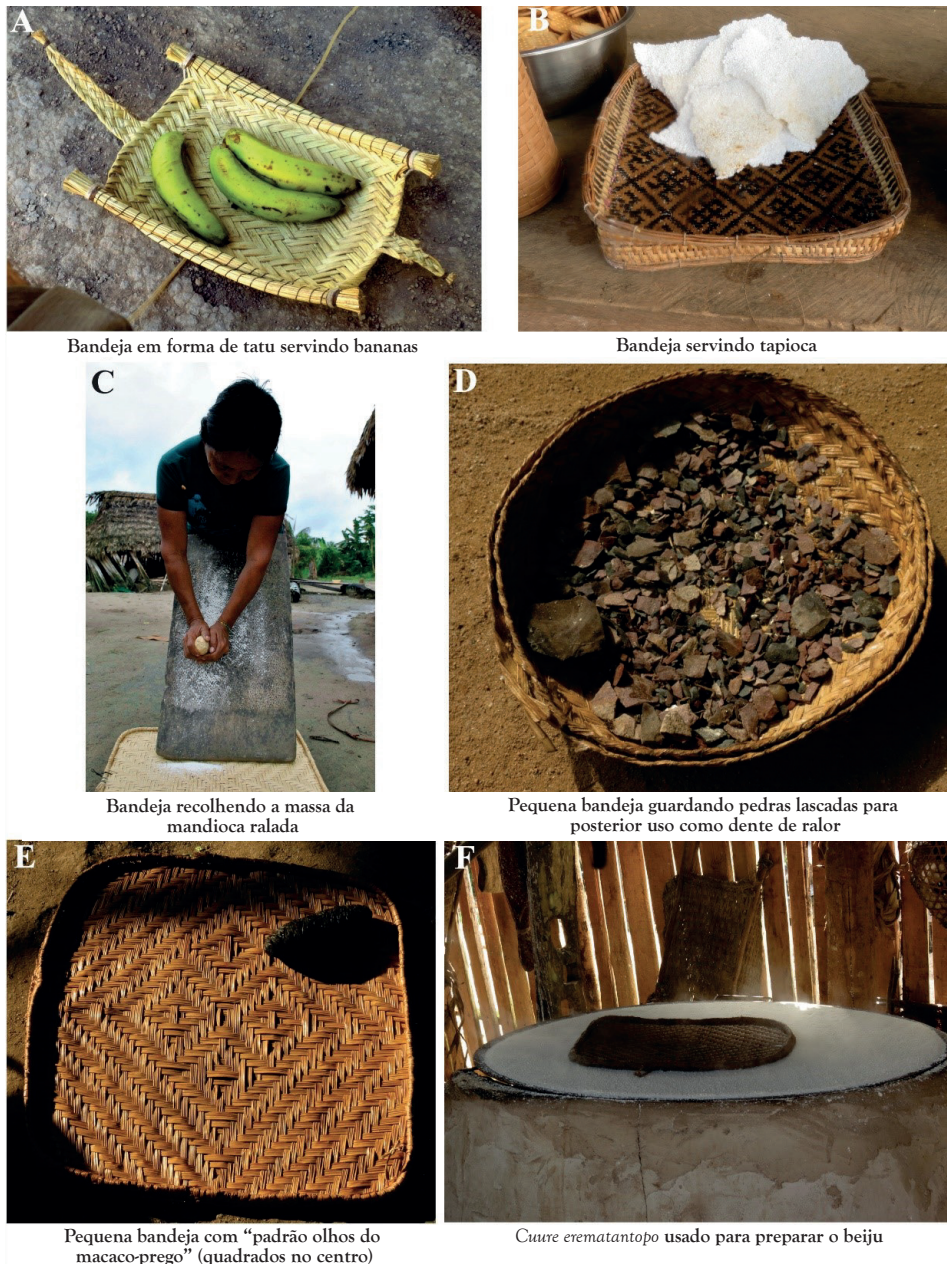 A
B
Bandeja em forma de tatu servindo bananas
Bandeja servindo tapioca
C
D
Bandeja recolhendo a massa da
mandioca ralada
Pequena bandeja guardando pedras lascadas para
posterior uso como dente de ralor
E
F
Pequena bandeja com “padrão olhos do
macaco-prego” (quadrados no centro)
Cuure erematantopo usado para preparar o beiju